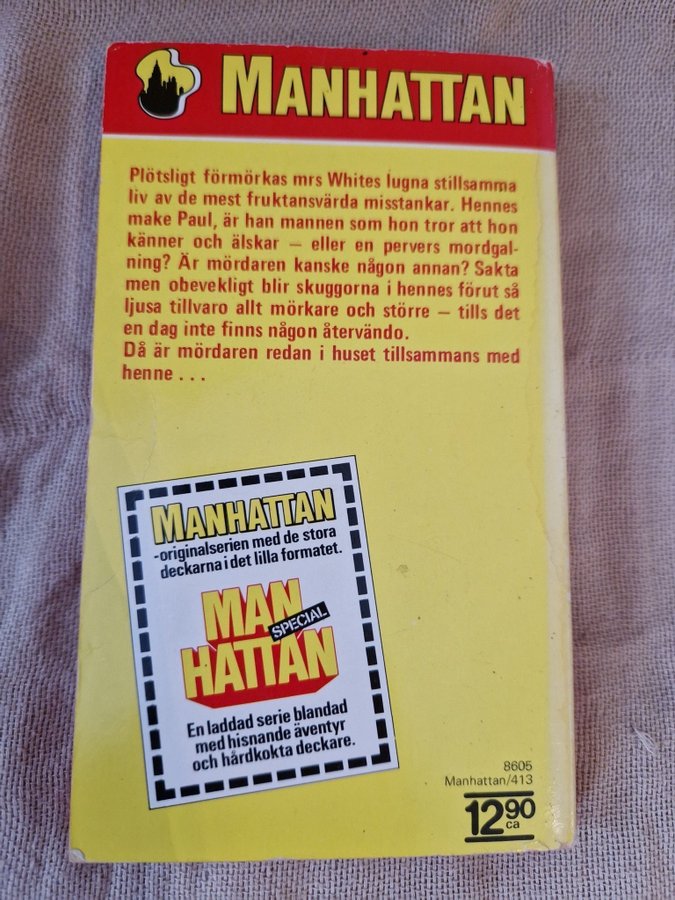 MANHATTAN
Plötsligt förmörkas mrs Whites lugna stillsamma
liv av de mest fruktansvärda misstankar. Hennes
make Paul, är han mannen som hon tror att hon
känner och älskar — eller en pervers mordgal-
ning? Är mördaren kanske någon annan? Sakta
men obevekligt blir skuggorna i hennes förut så
ljusa tillvaro allt mörkare och större — tills det
en dag inte finns någon återvändo.
Då är mördaren redan i huset tillsammans med
henne . . .
MANHATTAN
-originalserien med de stora
deckarna i det lilla formatet.
MAN
SPECIAL
HATTAN
En laddad serie blandad
med hisnande äventyr
och hårdkokta deckare.
8605
Manhattan/413
12 90
ca